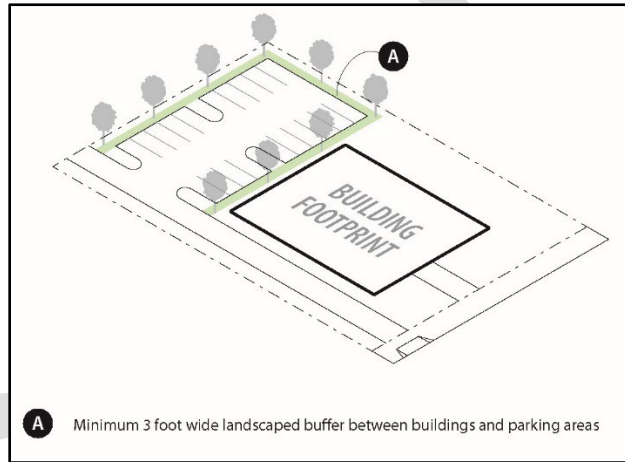 A
BUILDING
FOOTPRINT
A Minimum 3 foot wide landscaped buffer between buildings and parking areas